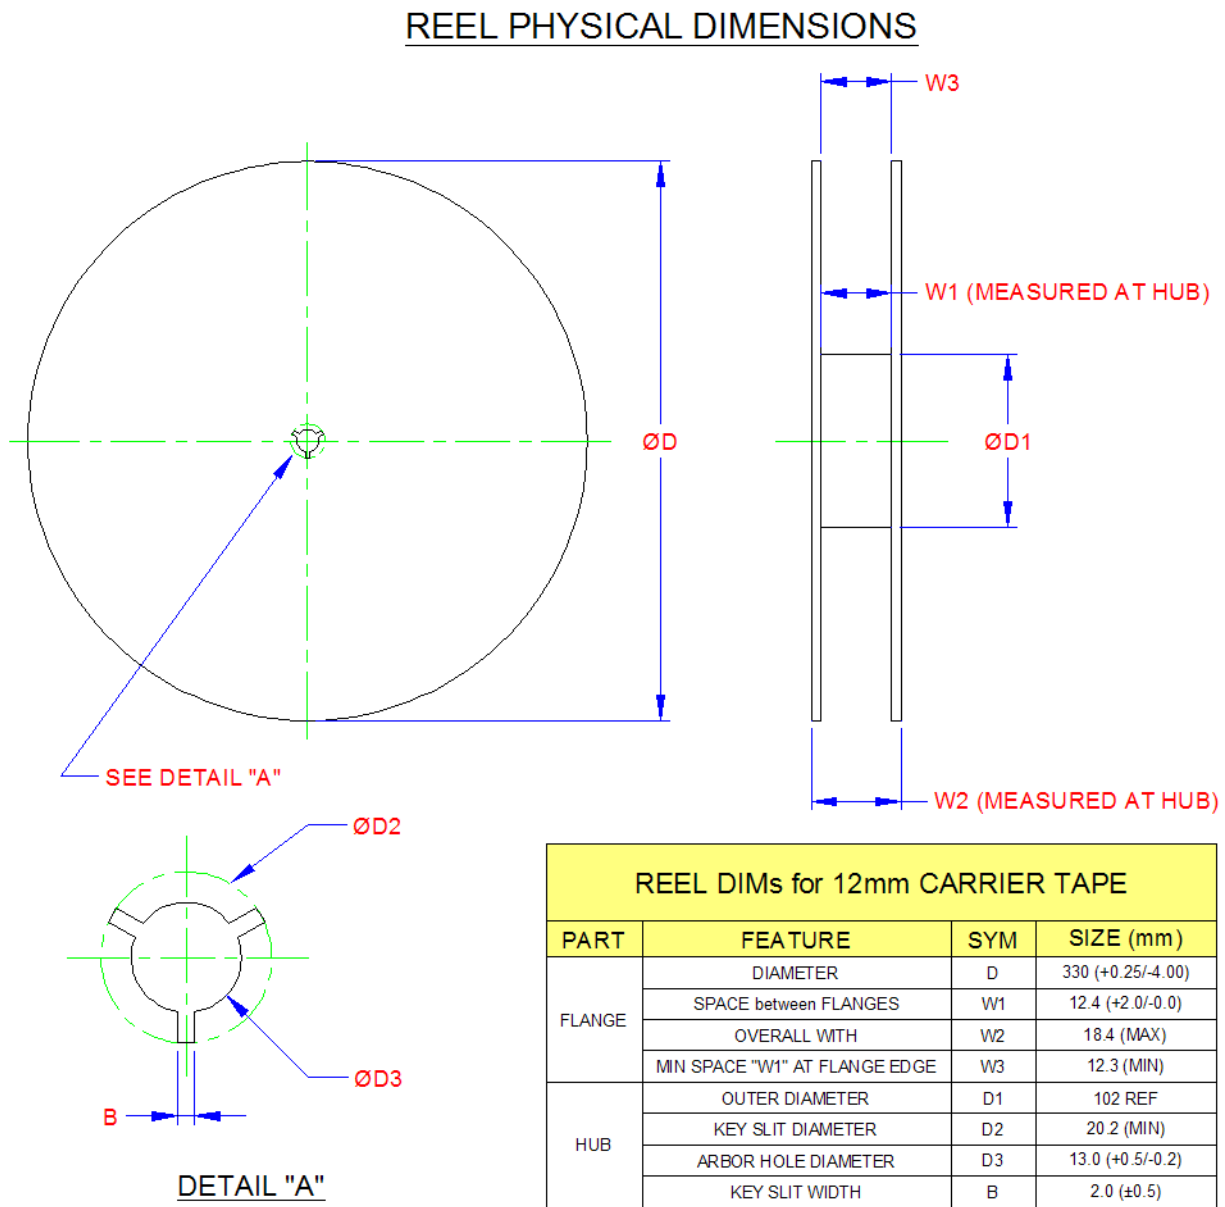 REEL PHYSICAL DIMENSIONS
W3
W1 (MEASURED AT HUB)
ØD
ØD1
SEE DETAIL "A"
W2 (MEASURED AT HUB)
ØD2
ØD3
B
DETAIL "A"
REEL DIMs for 12mm CARRIER TAPE
PART FEATURE SYM SIZE (mm)
FLANGE
DIAMETER D 330 (+0.25/-4.00)
SPACE between FLANGES W1 12.4 (+2.0/-0.0)
OVERALL WITH W2 18.4 (MAX)
MIN SPACE "W1" AT FLANGE EDGE W3 12.3 (MIN)
HUB
OUTER DIAMETER D1 102 REF
KEY SLIT DIAMETER D2 20.2 (MIN)
ARBOR HOLE DIAMETER D3 13.0 (+0.5/-0.2)
KEY SLIT WIDTH B 2.0 (±0.5)